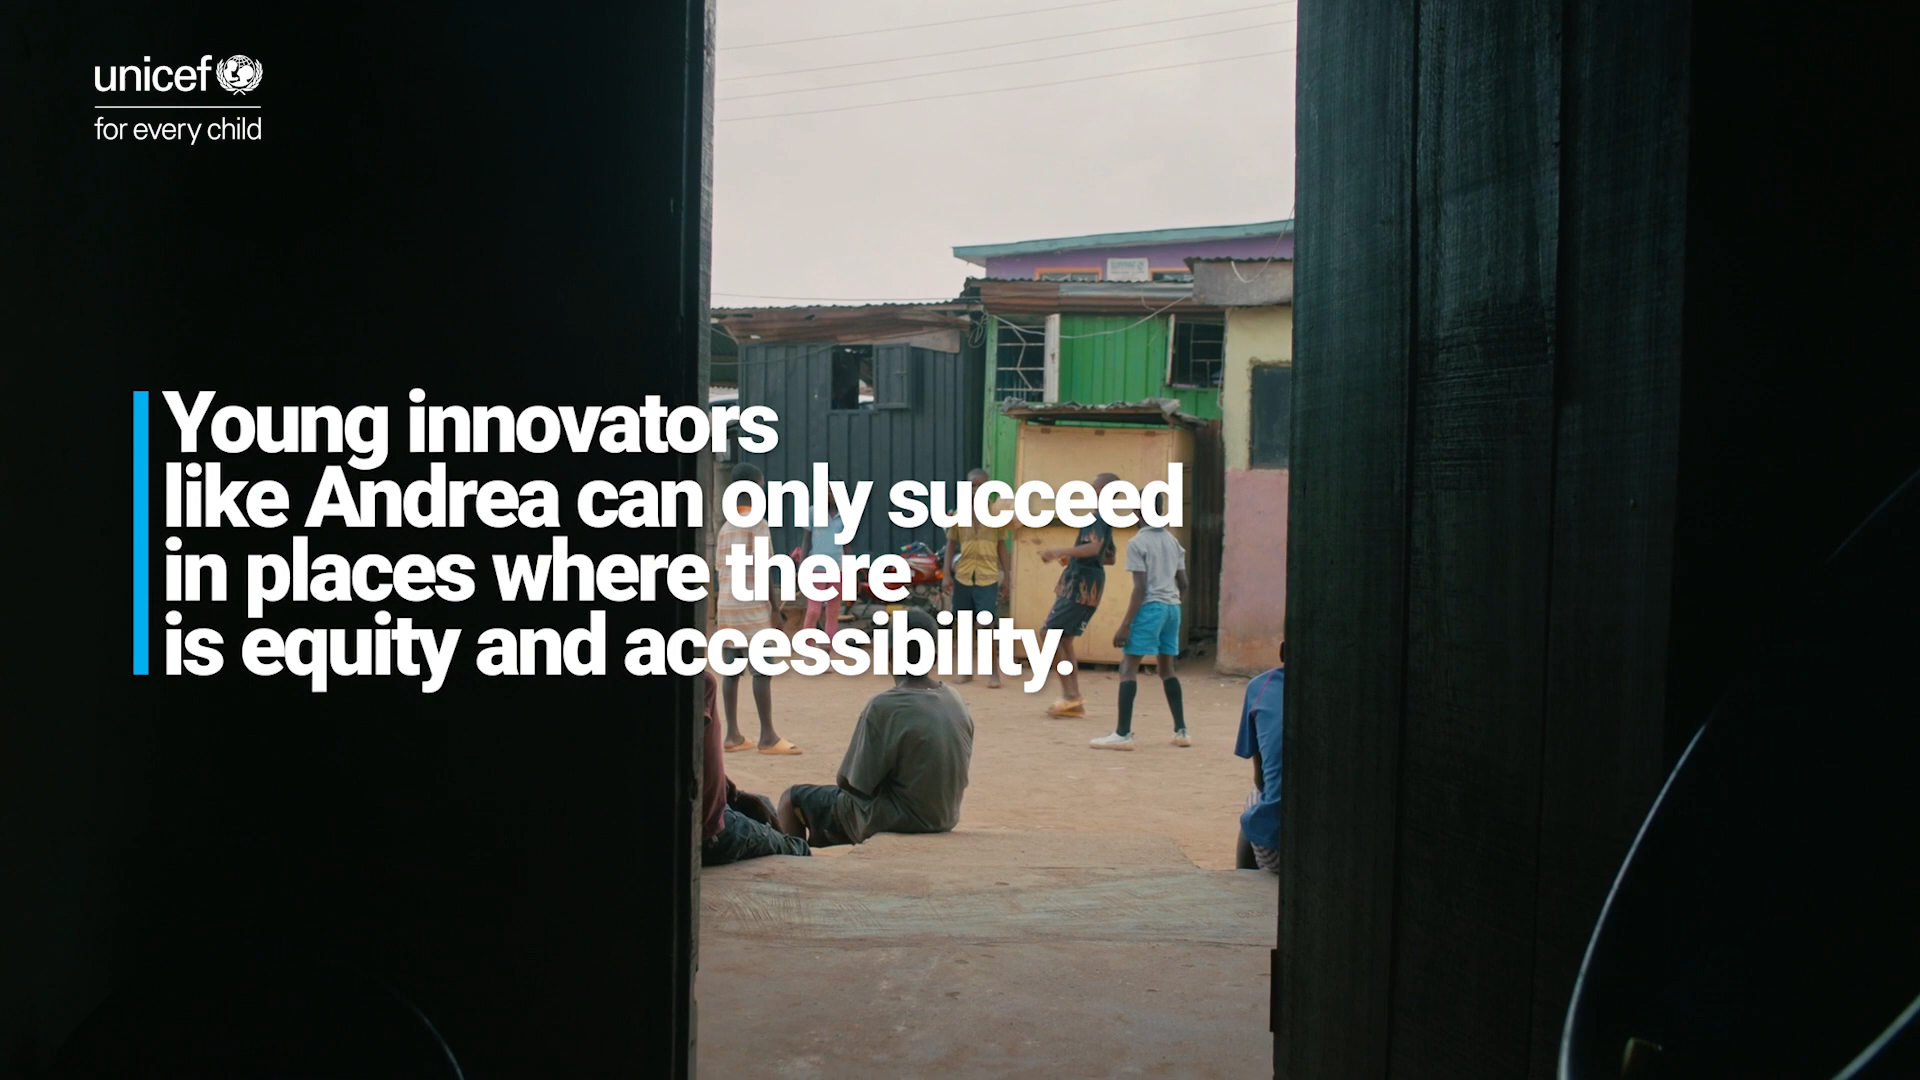 unicef
for every child
Young innovators
like Andrea can only succeed
in places where there
is equity and accessibility.